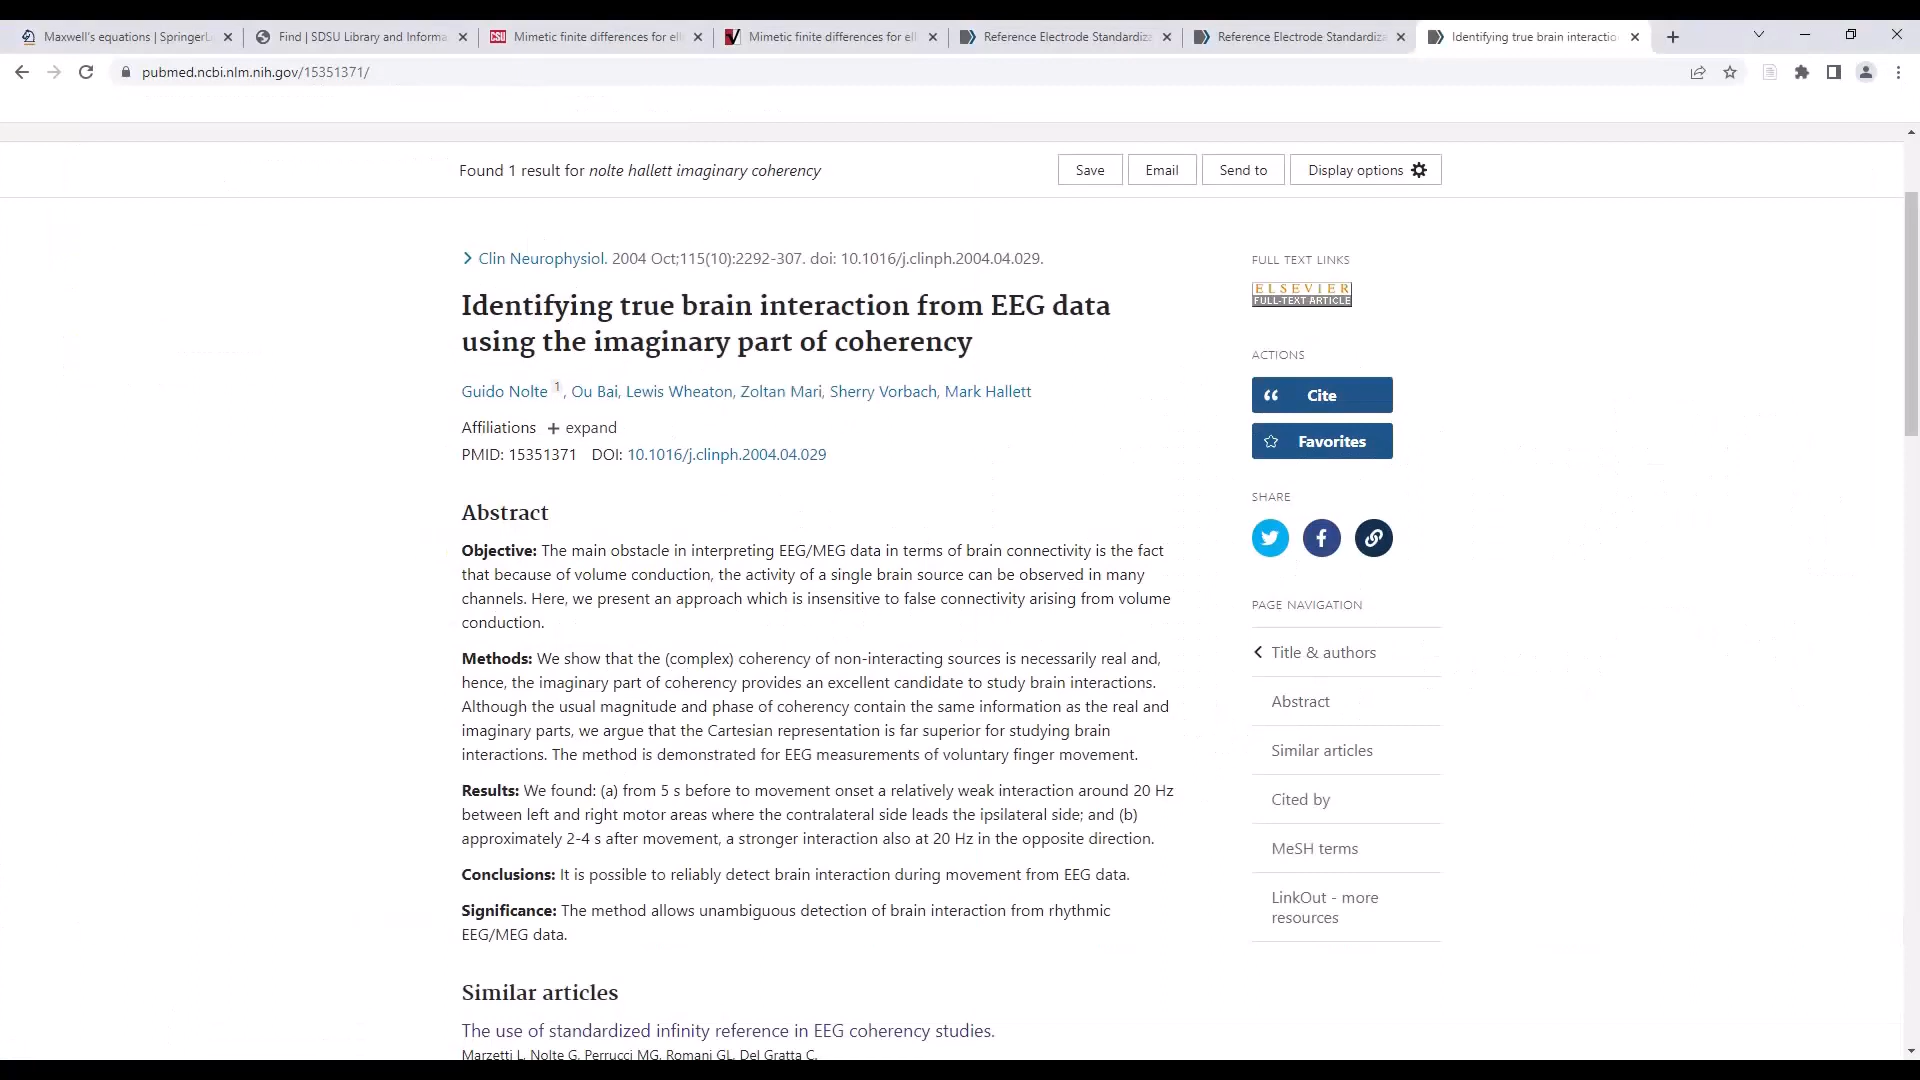 Maxwell's equations | Springer
Find | SDSU Library and Informa
CSU
Mimetic finite differences for ell
Mimetic finite differences for ell
Reference Electrode Standardiza
Reference Electrode Standardiza
Identifying true brain interactio
pubmed.ncbi.nlm.nih.gov/15351371/
Found 1 result for nolte hallett imaginary coherency
Save
Email
Send to
Display options
Clin Neurophysiol. 2004 Oct;115(10):2292-307. doi: 10.1016/j.clinph.2004.04.029.
Identifying true brain interaction from EEG data
using the imaginary part of coherency
Guido Nolte 1, Ou Bai, Lewis Wheaton, Zoltan Mari, Sherry Vorbach, Mark Hallett
Affiliations + expand
PMID: 15351371 DOI: 10.1016/j.clinph.2004.04.029
Abstract
Objective: The main obstacle in interpreting EEG/MEG data in terms of brain connectivity is the fact
that because of volume conduction, the activity of a single brain source can be observed in many
channels. Here, we present an approach which is insensitive to false connectivity arising from volume
conduction.
Methods: We show that the (complex) coherency of non-interacting sources is necessarily real and,
hence, the imaginary part of coherency provides an excellent candidate to study brain interactions.
Although the usual magnitude and phase of coherency contain the same information as the real and
imaginary parts, we argue that the Cartesian representation is far superior for studying brain
interactions. The method is demonstrated for EEG measurements of voluntary finger movement.
Results: We found: (a) from 5 s before to movement onset a relatively weak interaction around 20 Hz
between left and right motor areas where the contralateral side leads the ipsilateral side; and (b)
approximately 2-4 s after movement, a stronger interaction also at 20 Hz in the opposite direction.
Conclusions: It is possible to reliably detect brain interaction during movement from EEG data.
Significance: The method allows unambiguous detection of brain interaction from rhythmic
EEG/MEG data.
Similar articles
The use of standardized infinity reference in EEG coherency studies.
Marzetti L, Nolte G, Perrucci MG, Romani GL, Del Gratta C.
FULL TEXT LINKS
ELSEVIER
FULL-TEXT ARTICLE
ACTIONS
Cite
Favorites
SHARE
PAGE NAVIGATION
Title & authors
Abstract
Similar articles
Cited by
MeSH terms
LinkOut - more
resources